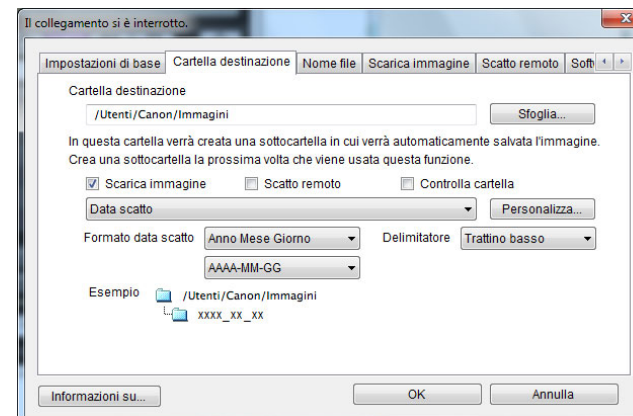 Il collegamento si è interrotto.
Impostazioni di base Cartella destinazione Nome file Scarica immagine Scatto remoto Soft
Cartella destinazione
/Utenti/Canon/Immagini Sfoglia...
In questa cartella verrà creata una sottocartella in cui verrà automaticamente salvata l'immagine.
Crea una sottocartella la prossima volta che viene usata questa funzione.
Scarica immagine Scatto remoto Controlla cartella
Data scatto Personalizza...
Formato data scatto Anno Mese Giorno Delimitatore Trattino basso
AAAA-MM-GG
Esempio /Utenti/Canon/Immagini
xxxx_xx_xx
Informazioni su... OK Annulla